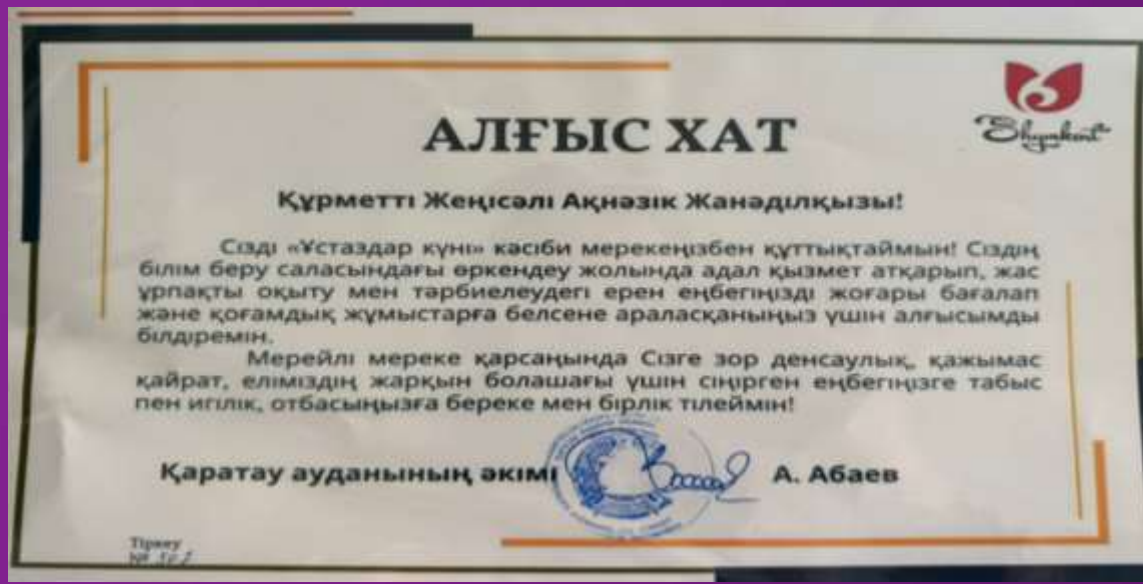 Shymkent
АЛҒЫС ХАТ
Құрметті Жеңісәлі Ақнәзік Жанәділқызы!
Сізді «Ұстаздар күні» кәсіби мерекеңізбен құттықтаймын! Сіздің
білім беру саласындағы өркендеу жолында адал қызмет атқарып, жас
ұрпақты оқыту мен тәрбиелеудегі ерен еңбегіңізді жоғары бағалап
және қоғамдық жұмыстарға белсене араласқаныңыз үшін алғысымды
білдіремін.
Мерейлі мереке қарсаңында Сізге зор денсаулық, қажымас
қайрат, еліміздің жарқын болашағы үшін сіңірген еңбегіңізге табыс
пен игілік, отбасыңызға береке мен бірлік тілеймін!
Қаратау ауданының әкімі А. Абаев
Тіркеу
№